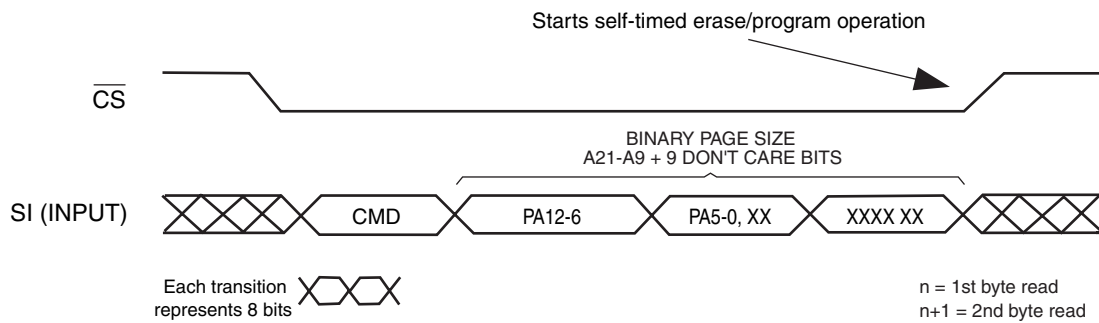 Starts self-timed erase/program operation
CS
BINARY PAGE SIZE
A21-A9 + 9 DON'T CARE BITS
SI (INPUT)
CMD
PA12-6
PA5-0, XX
XXXX XX
Each transition
represents 8 bits
n = 1st byte read
n+1 = 2nd byte read